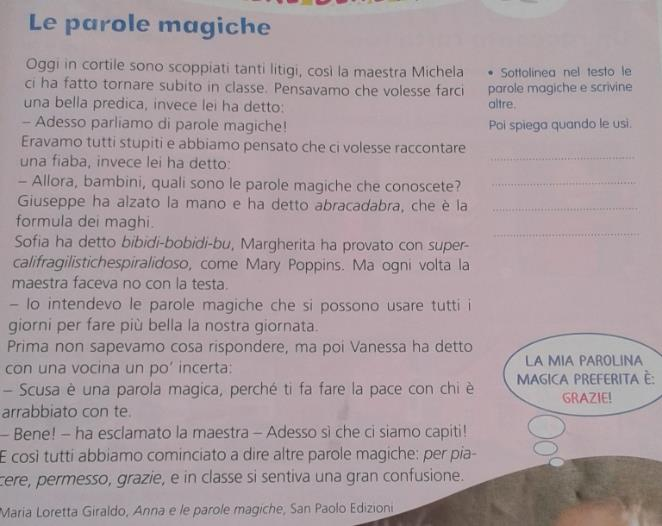 Le parole magiche
Oggi in cortile sono scoppiati tanti litigi, così la maestra Michela
ci ha fatto tornare subito in classe. Pensavamo che volesse farci
una bella predica, invece lei ha detto:
– Adesso parliamo di parole magiche!
Eravamo tutti stupiti e abbiamo pensato che ci volesse raccontare
una fiaba, invece lei ha detto:
– Allora, bambini, quali sono le parole magiche che conoscete?
Giuseppe ha alzato la mano e ha detto abracadabra, che è la
formula dei maghi.
Sofia ha detto bibidi-bobidi-bu, Margherita ha provato con super-
califragilistichespiralidoso, come Mary Poppins. Ma ogni volta la
maestra faceva no con la testa.
– Io intendevo le parole magiche che si possono usare tutti i
giorni per fare più bella la nostra giornata.
Prima non sapevamo cosa rispondere, ma poi Vanessa ha detto
con una vocina un po' incerta:
– Scusa è una parola magica, perché ti fa fare la pace con chi è
arrabbiato con te.
– Bene! – ha esclamato la maestra – Adesso sì che ci siamo capiti!
E così tutti abbiamo cominciato a dire altre parole magiche: per pia-
cere, permesso, grazie, e in classe si sentiva una gran confusione.
Maria Loretta Giraldo, Anna e le parole magiche, San Paolo Edizioni
• Sottolinea nel testo le
parole magiche e scrivine
altre.
Poi spiega quando le usi.
LA MIA PAROLINA
MAGICA PREFERITA È:
GRAZIE!